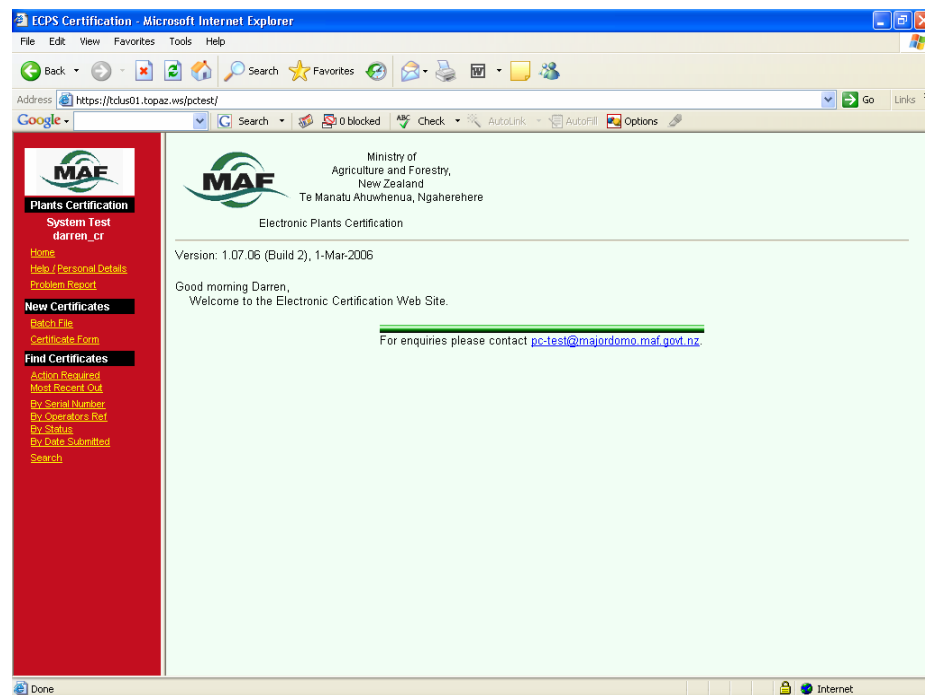 ECPS Certification - Microsoft Internet Explorer
File Edit View Favorites Tools Help
Back Search Favorites
Address https://tclus01.topaz.ws/pctest/ Go Links
Google Search 0 blocked Check AutoLink AutoFill Options
MAF
Plants Certification
System Test
darren_cr
Home
Help / Personal Details
Problem Report
New Certificates
Batch File
Certificate Form
Find Certificates
Action Required
Most Recent Out
By Serial Number
By Operators Ref
By Status
By Date Submitted
Search
MAF
Ministry of
Agriculture and Forestry,
New Zealand
Te Manatu Ahuwhenua, Ngaherehere
Electronic Plants Certification
Version: 1.07.06 (Build 2), 1-Mar-2006
Good morning Darren,
Welcome to the Electronic Certification Web Site.
For enquiries please contact pc-test@majordomo.maf.govt.nz.
Done Internet